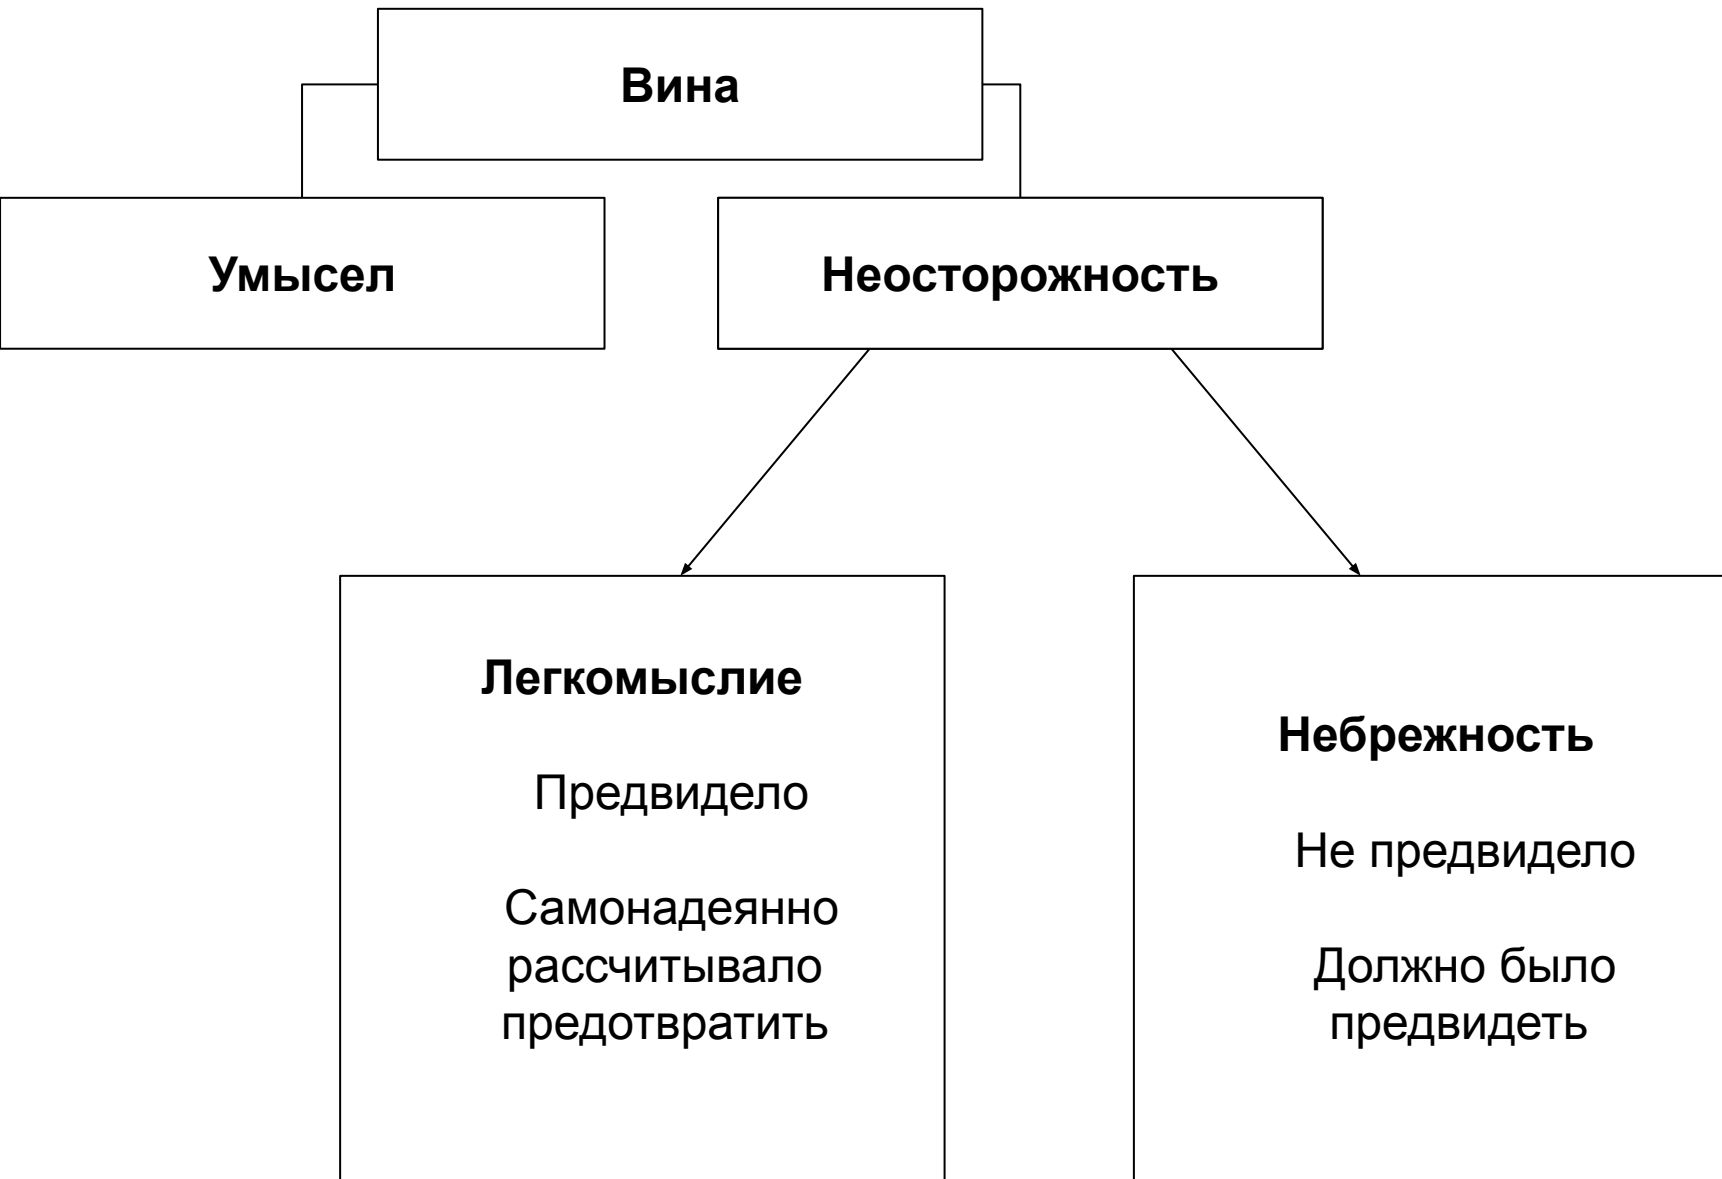 Вина
Умысел
Неосторожность
Легкомыслие
Предвидело
Самонадеянно
рассчитывало
предотвратить
Небрежность
Не предвидело
Должно было
предвидеть